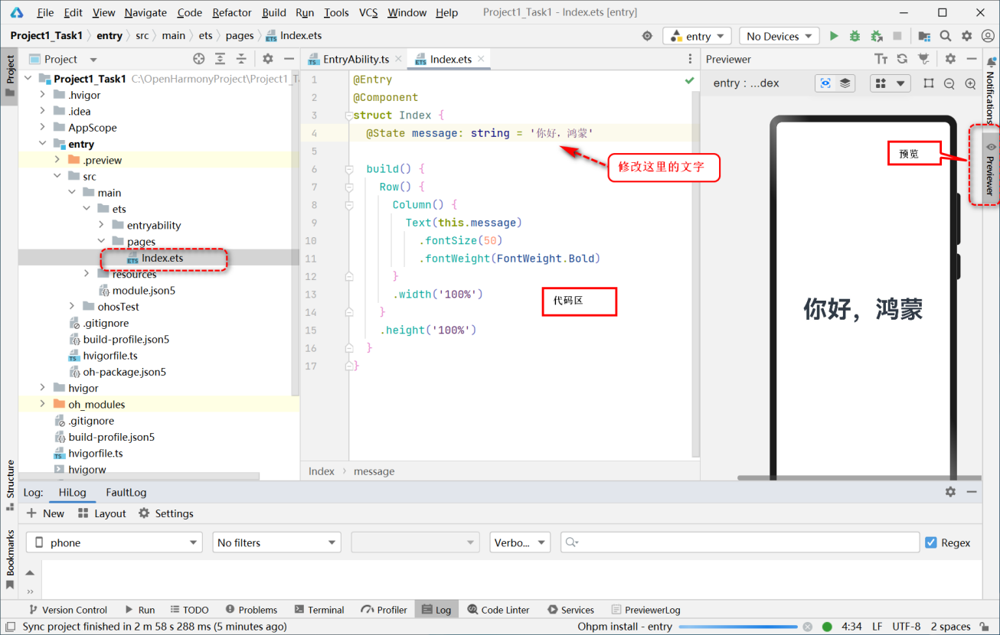 File Edit View Navigate Code Refactor Build Run Tools VCS Window Help Project1_Task1 - Index.ets [entry]
Project1_Task1 entry src main ets pages Index.ets entry No Devices
Project
Project1_Task1 C:\OpenHarmonyProject\Project1_T
.hvigor
.idea
AppScope
entry
.preview
src
main
ets
entryability
pages
Index.ets
resources
module.json5
ohosTest
.gitignore
build-profile.json5
hvigorfile.ts
oh-package.json5
hvigor
oh_modules
.gitignore
build-profile.json5
hvigorfile.ts
hvigorw
Project
Structure
Bookmarks
EntryAbility.ts Index.ets
1 @Entry
2 @Component
3 struct Index {
4 @State message: string = '你好，鸿蒙'
5
6 build() {
7 Row() {
8 Column() {
9 Text(this.message)
10 .fontSize(50)
11 .fontWeight(FontWeight.Bold)
12 }
13 .width('100%')
14 }
15 .height('100%')
16 }
17 }
修改这里的文字
代码区
Index message
Previewer
entry : ...dex
预览
你好，鸿蒙
Notifications
Previewer
Log: HiLog FaultLog
New Layout Settings
phone No filters Verbo... Regex
Version Control Run TODO Problems Terminal Profiler Log Code Linter Services PreviewerLog
Sync project finished in 2 m 58 s 288 ms (5 minutes ago) Ohpm install - entry 4:34 LF UTF-8 2 spaces